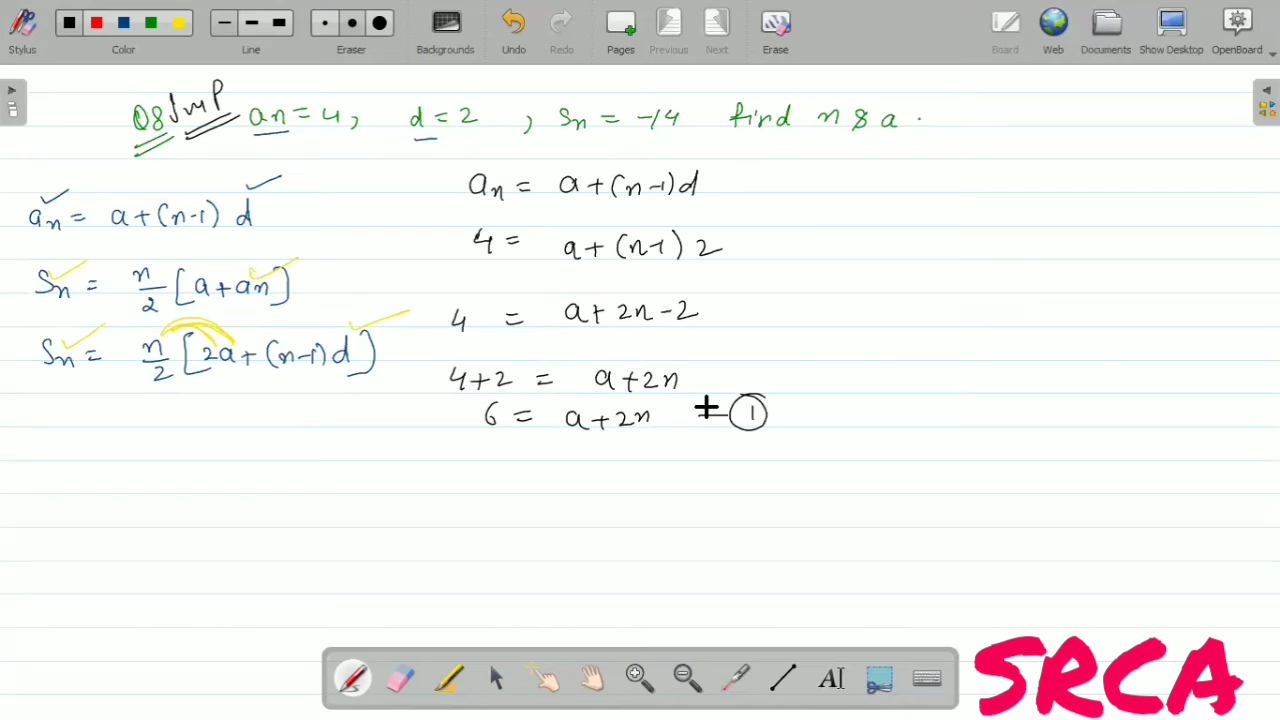 Stylus Color Line Eraser Backgrounds Undo Redo Pages Previous Next Erase Board Web Documents Show Desktop OpenBoard
Q8 Imp an = 4, d = 2, Sn = -14 find n & a.
an = a + (n-1) d
Sn = n/2 [a + an]
Sn = n/2 [2a + (n-1) d]
an = a + (n-1)d
4 = a + (n-1) 2
4 = a + 2n - 2
4+2 = a + 2n
6 = a + 2n — ①
SRCA